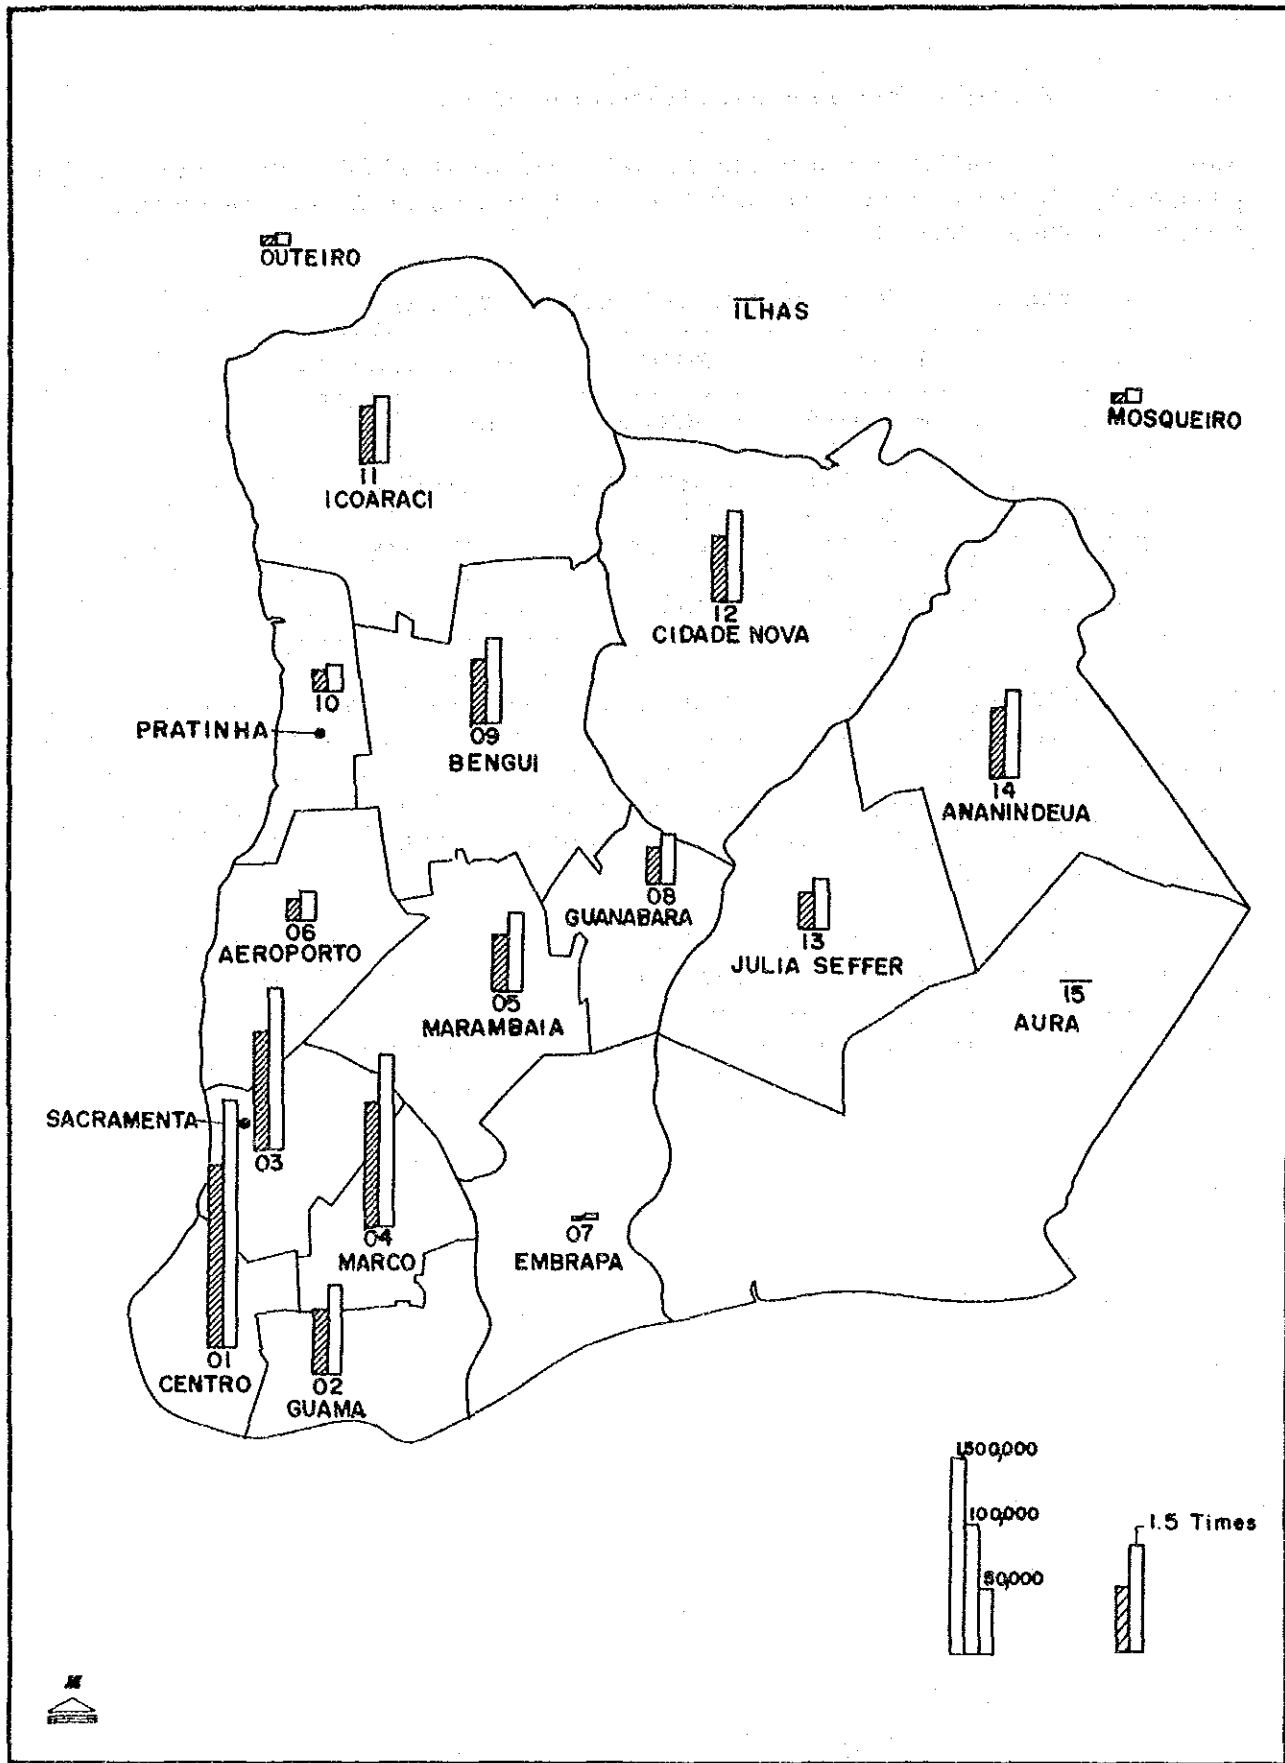 OUTEIRO
ILHAS
MOSQUEIRO
11
ICOARACI
12
CIDADE NOVA
10
PRATINHA
09
BENGUI
14
ANANINDEUA
08
GUANABARA
06
AEROPORTO
13
JULIA SEFFER
05
MARAMBAIA
15
AURA
SACRAMENTA
03
04
MARCO
07
EMBRAPA
01
CENTRO
02
GUAMA
100,000
1.5 Times
50,000